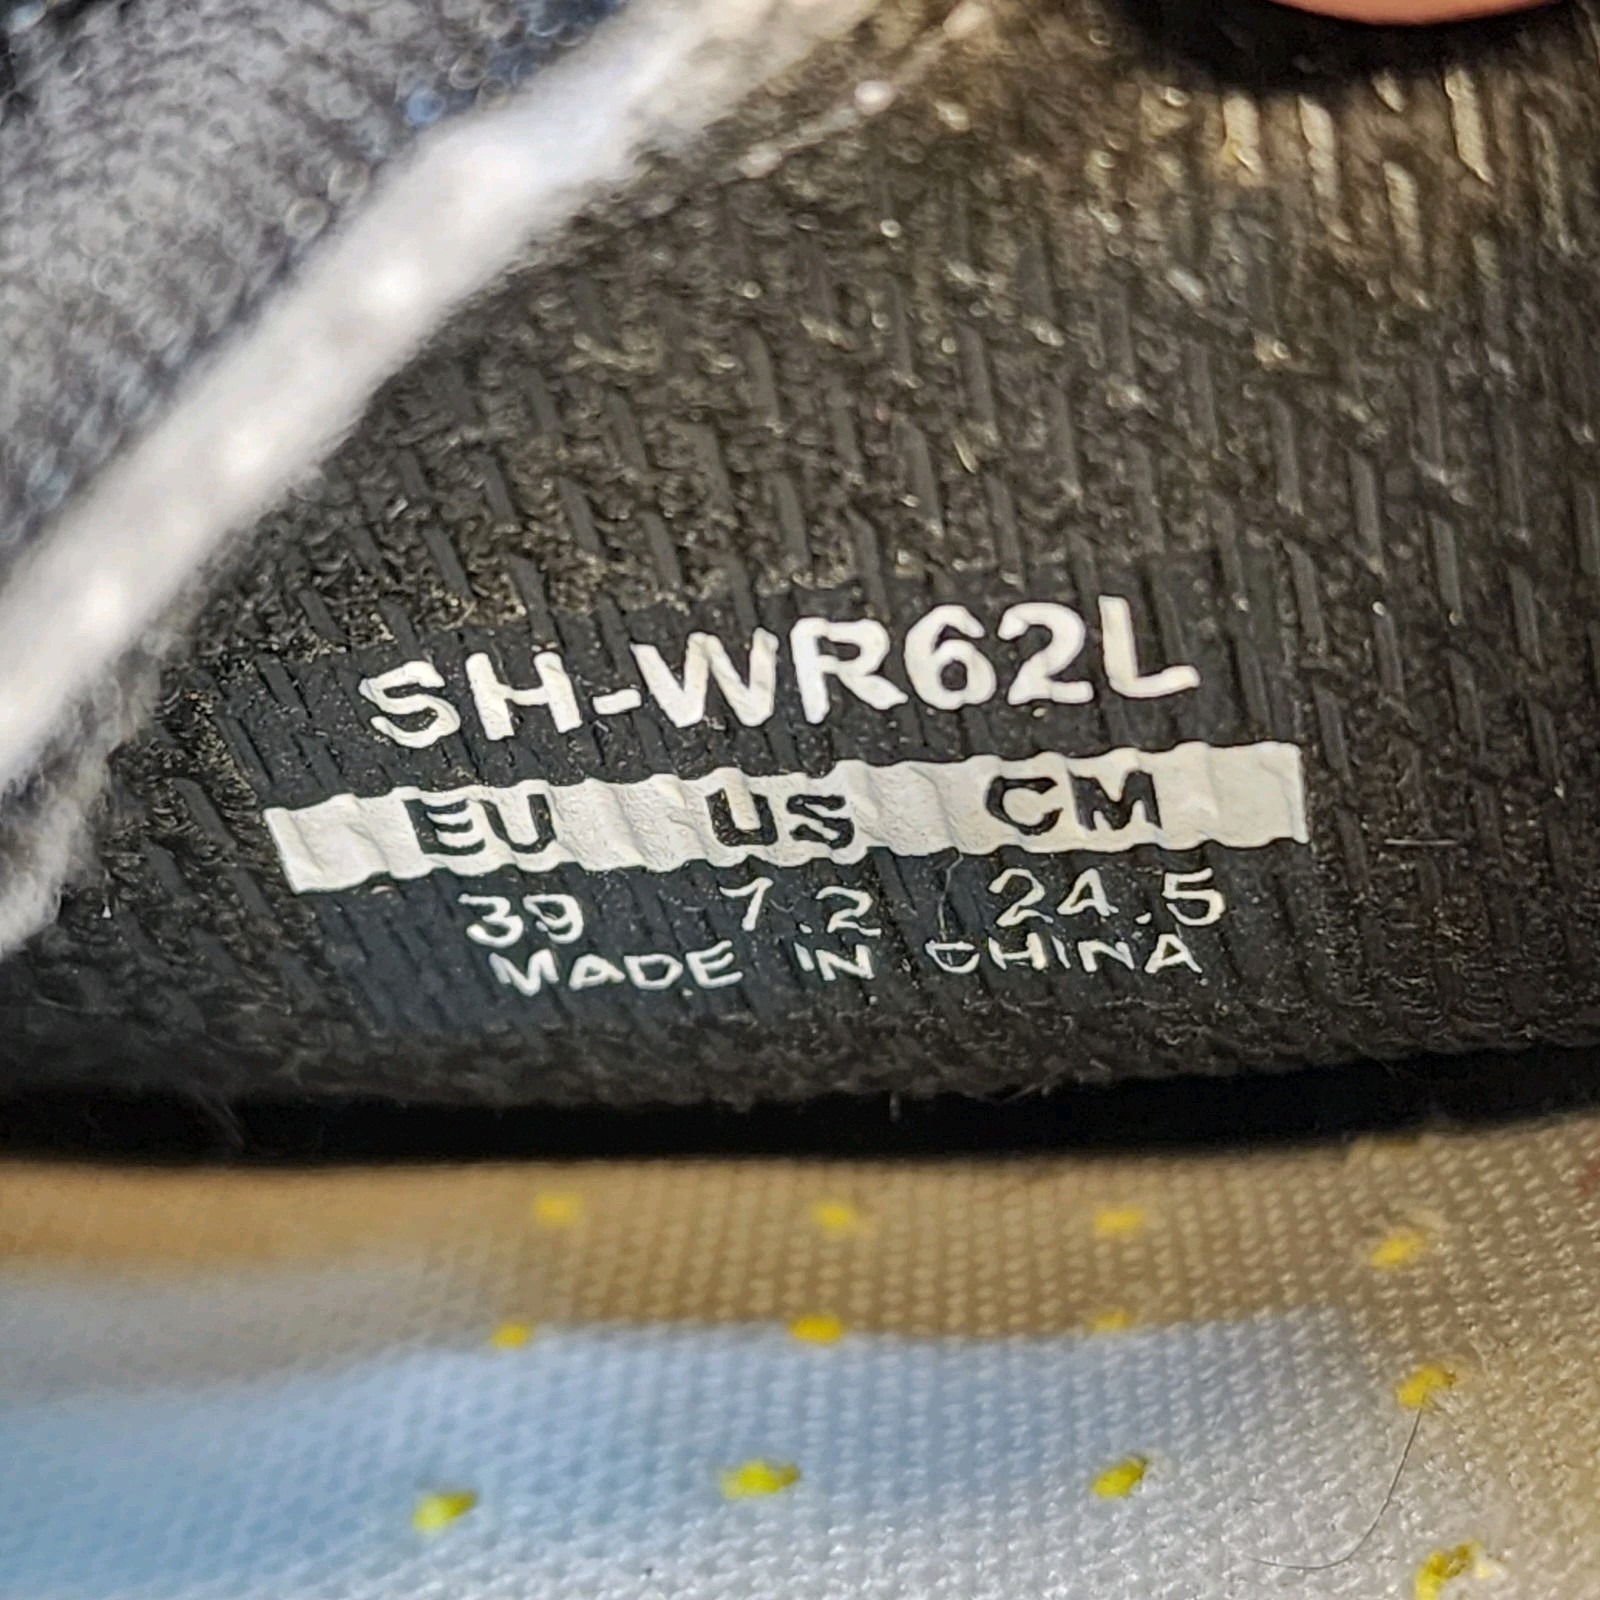 SH-WR62L
EU US CM
39 7.2 24.5
MADE IN CHINA